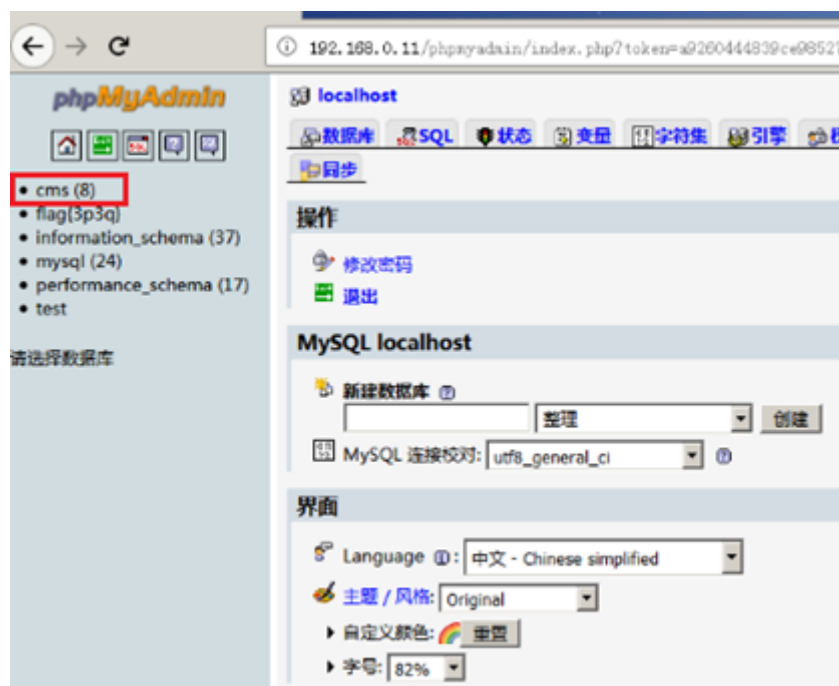 192.168.0.11/phpmyadmin/index.php?token=a9260444839ce9852
phpMyAdmin
cms (8)
flag{3p3q}
information_schema (37)
mysql (24)
performance_schema (17)
test
请选择数据库
localhost
数据库 SQL 状态 变量 字符集 引擎
同步
操作
修改密码
退出
MySQL localhost
新建数据库
整理 创建
MySQL 连接校对: utf8_general_ci
界面
Language : 中文 - Chinese simplified
主题 / 风格: Original
自定义颜色: 重置
字号: 82%